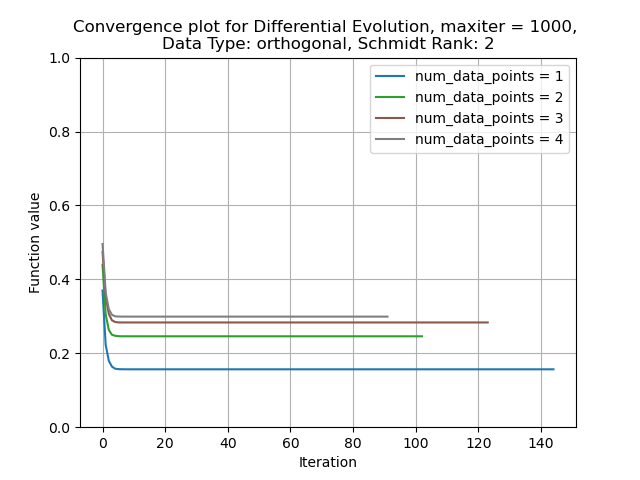 Convergence plot for Differential Evolution, maxiter = 1000,
Data Type: orthogonal, Schmidt Rank: 2
num_data_points = 1
num_data_points = 2
num_data_points = 3
num_data_points = 4
Function value
1.0
0.8
0.6
0.4
0.2
0.0
0 20 40 60 80 100 120 140
Iteration